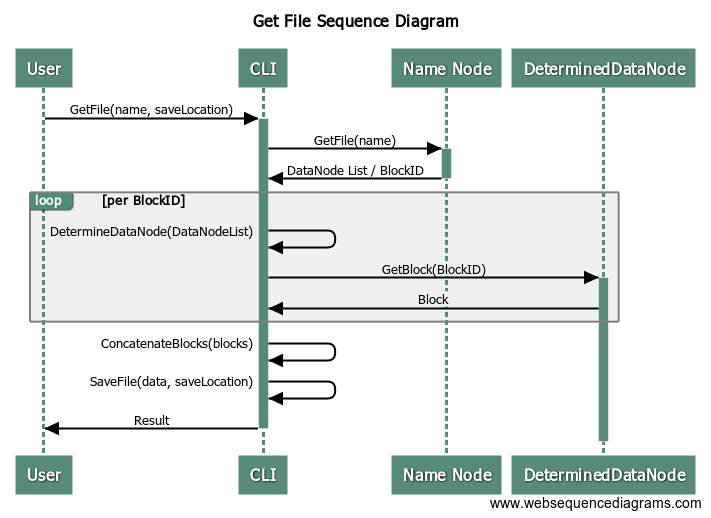 Get File Sequence Diagram
User
CLI
Name Node
DeterminedDataNode
GetFile(name, saveLocation)
GetFile(name)
DataNode List / BlockID
loop
[per BlockID]
DetermineDataNode(DataNodeList)
GetBlock(BlockID)
Block
ConcatenateBlocks(blocks)
SaveFile(data, saveLocation)
Result
User
CLI
Name Node
DeterminedDataNode
www.websequencediagrams.com